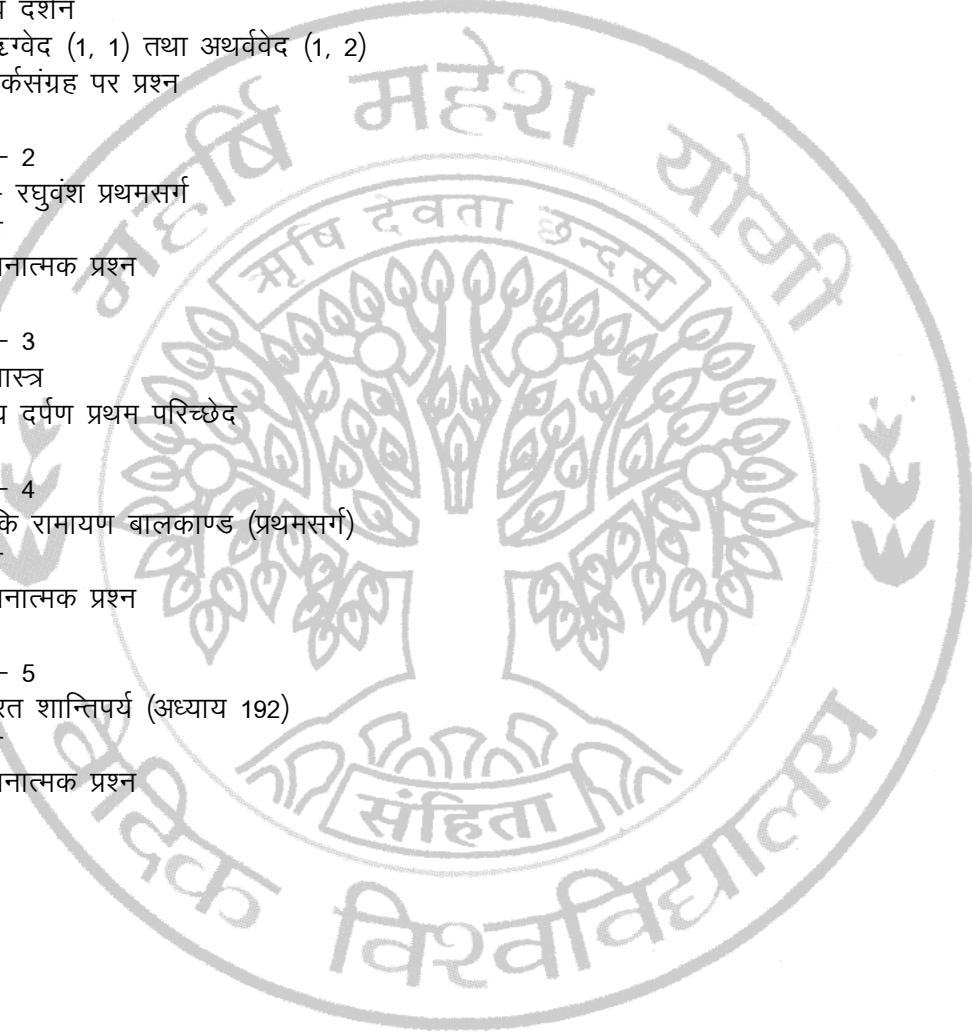 दर्शन
ऋग्वेद (1, 1) तथा अथर्ववेद (1, 2)
र्कसंग्रह पर प्रश्न
– 2
रघुवंश प्रथमसर्ग
नात्मक प्रश्न
– 3
ास्त्र
य दर्पण प्रथम परिच्छेद
– 4
कि रामायण बालकाण्ड (प्रथमसर्ग)
नात्मक प्रश्न
– 5
रत शान्तिपर्य (अध्याय 192)
नात्मक प्रश्न
महर्षि महेश योगी
ऋषि देवता छन्दस
संहिता
वैदिक विश्वविद्यालय